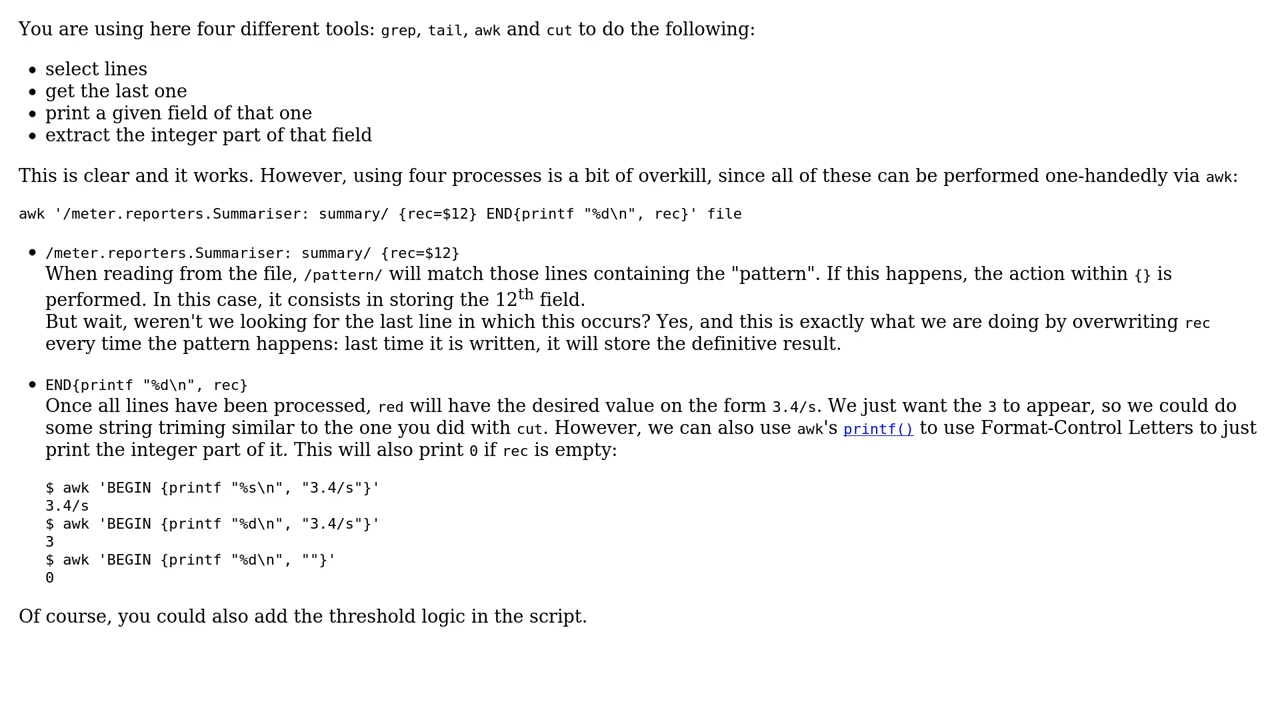 You are using here four different tools: grep, tail, awk and cut to do the following:
• select lines
• get the last one
• print a given field of that one
• extract the integer part of that field
This is clear and it works. However, using four processes is a bit of overkill, since all of these can be performed one-handedly via awk:
awk '/meter.reporters.Summariser: summary/ {rec=$12} END{printf "%d\n", rec}' file
• /meter.reporters.Summariser: summary/ {rec=$12}
When reading from the file, /pattern/ will match those lines containing the "pattern". If this happens, the action within {} is
performed. In this case, it consists in storing the 12th field.
But wait, weren't we looking for the last line in which this occurs? Yes, and this is exactly what we are doing by overwriting rec
every time the pattern happens: last time it is written, it will store the definitive result.
• END{printf "%d\n", rec}
Once all lines have been processed, red will have the desired value on the form 3.4/s. We just want the 3 to appear, so we could do
some string triming similar to the one you did with cut. However, we can also use awk's printf() to use Format-Control Letters to just
print the integer part of it. This will also print 0 if rec is empty:
$ awk 'BEGIN {printf "%s\n", "3.4/s"}'
3.4/s
$ awk 'BEGIN {printf "%d\n", "3.4/s"}'
3
$ awk 'BEGIN {printf "%d\n", ""}'
0
Of course, you could also add the threshold logic in the script.